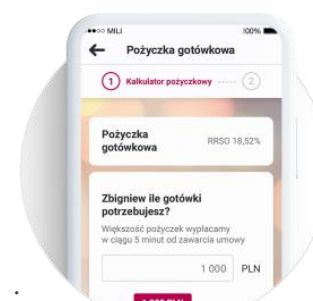 MILI 100%
Pożyczka gotówkowa
1 Kalkulator pożyczkowy 2
Pożyczka
gotówkowa
RRSO 18,52%
Zbigniew ile gotówki
potrzebujesz?
Większość pożyczek wypłacamy
w ciągu 5 minut od zawarcia umowy
1 000 PLN